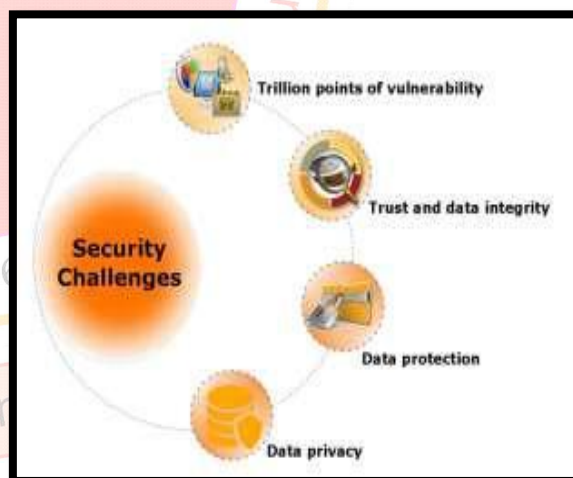 Trillion points of vulnerability
Trust and data integrity
Security
Challenges
Data protection
Data privacy